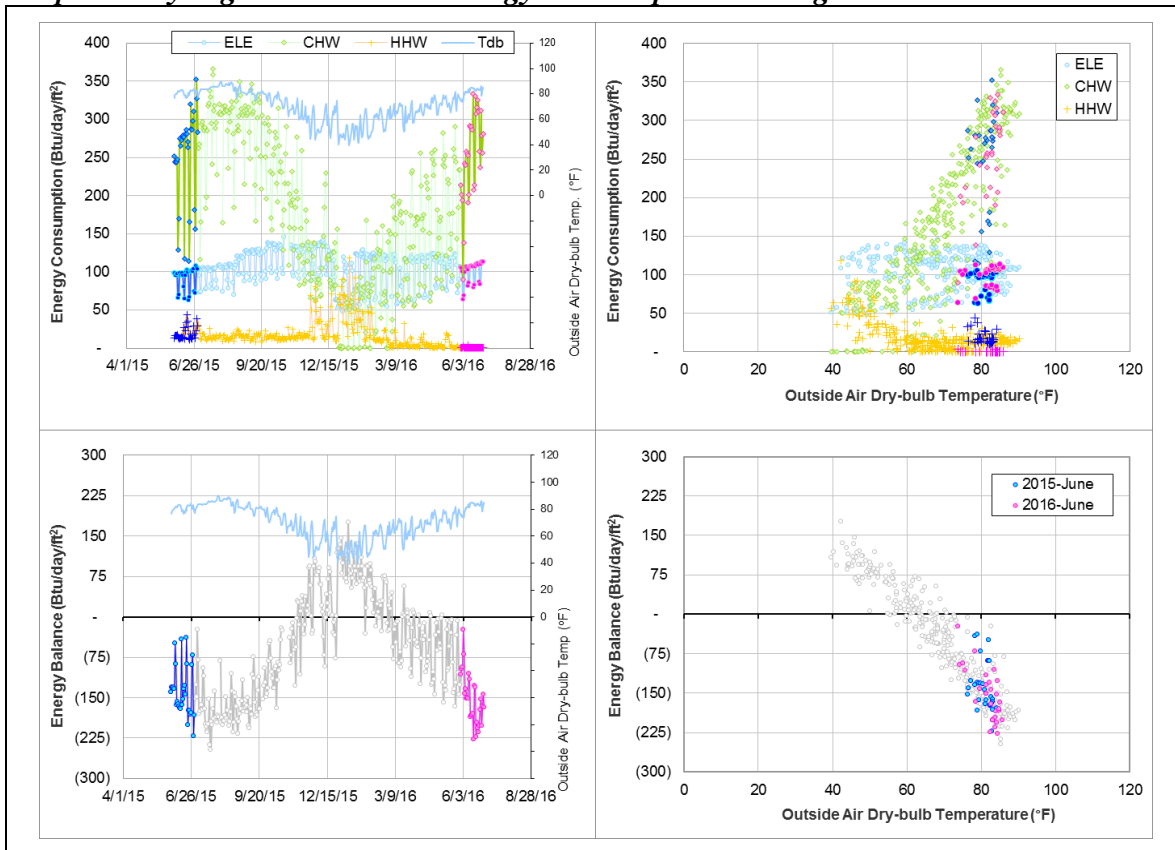 ELE CHW HHW Tdb
Energy Consumption (Btu/day/ft²)
400
350
300
250
200
150
100
50
-
120
100
80
60
40
20
0
Outside Air Dry-bulb Temp. (°F)
4/1/15 6/26/15 9/20/15 12/15/15 3/9/16 6/3/16 8/28/16
Energy Consumption (Btu/day/ft²)
400
350
300
250
200
150
100
50
-
ELE
CHW
HHW
0 20 40 60 80 100 120
Outside Air Dry-bulb Temperature (°F)
Energy Balance (Btu/day/ft²)
300
225
150
75
-
(75)
(150)
(225)
(300)
120
100
80
60
40
20
0
Outside Air Dry-bulb Temp (°F)
4/1/15 6/26/15 9/20/15 12/15/15 3/9/16 6/3/16 8/28/16
Energy Balance (Btu/day/ft²)
300
225
150
75
-
(75)
(150)
(225)
(300)
2015-June
2016-June
0 20 40 60 80 100 120
Outside Air Dry-bulb Temperature (°F)